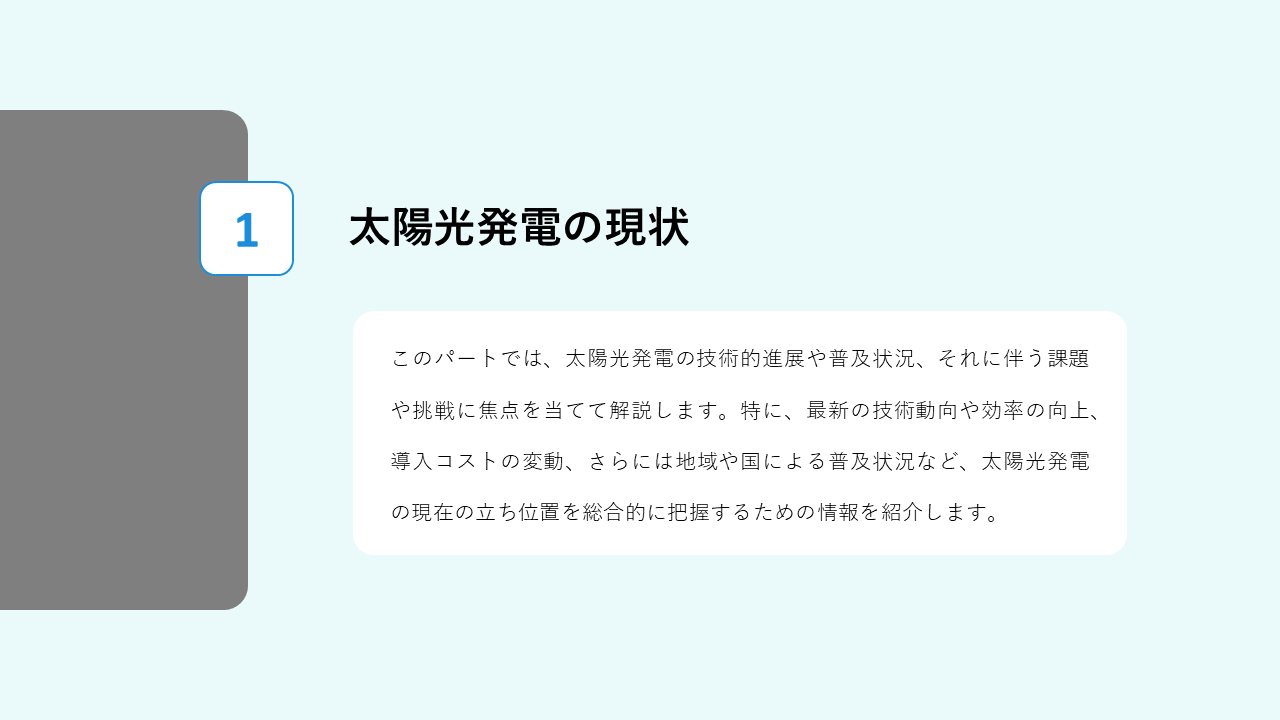 1
太陽光発電の現状
このパートでは、太陽光発電の技術的進展や普及状況、それに伴う課題
や挑戦に焦点を当てて解説します。特に、最新の技術動向や効率の向上、
導入コストの変動、さらには地域や国による普及状況など、太陽光発電
の現在の立ち位置を総合的に把握するための情報を紹介します。